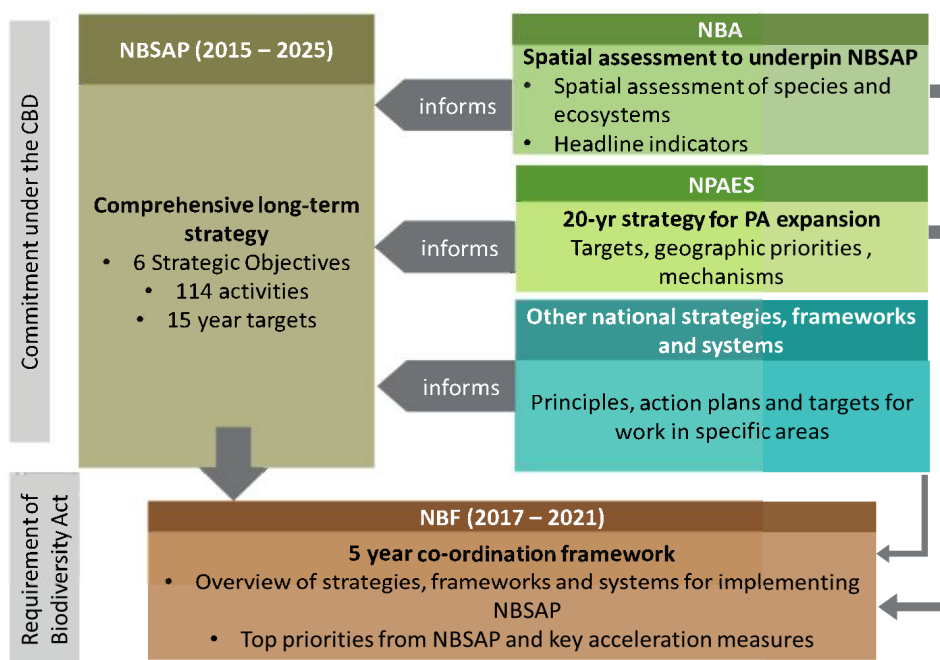 Commitment under the CBD
NBSAP (2015 – 2025)
Comprehensive long-term
strategy
• 6 Strategic Objectives
• 114 activities
• 15 year targets
informs
informs
informs
NBA
Spatial assessment to underpin NBSAP
• Spatial assessment of species and
ecosystems
• Headline indicators
NPAES
20-yr strategy for PA expansion
Targets, geographic priorities ,
mechanisms
Other national strategies, frameworks
and systems
Principles, action plans and targets for
work in specific areas
Requirement of
Biodiversity Act
NBF (2017 – 2021)
5 year co-ordination framework
• Overview of strategies, frameworks and systems for implementing
NBSAP
• Top priorities from NBSAP and key acceleration measures